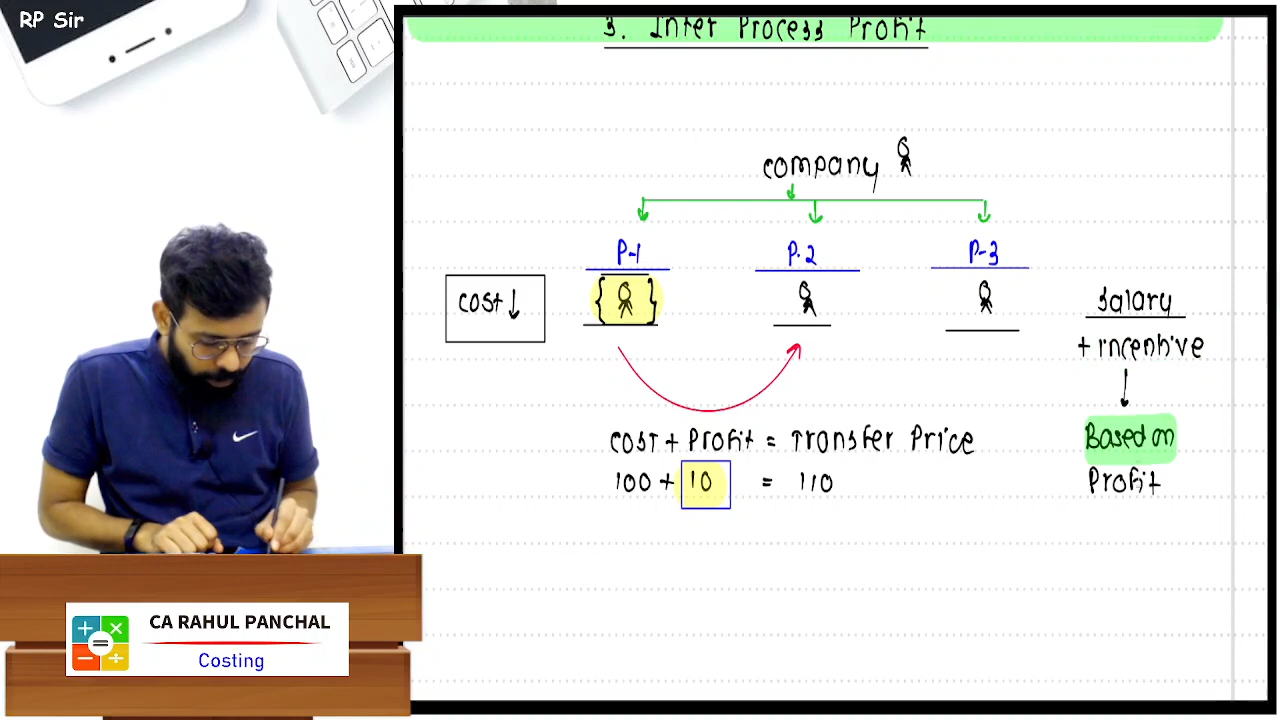 RP Sir
3. Inter Process Profit
company
P-1 P-2 P-3
cost ↓
Salary
+ incentive
cost + Profit = Transfer Price
Based on
100 + 10 = 110
Profit
CA RAHUL PANCHAL
Costing